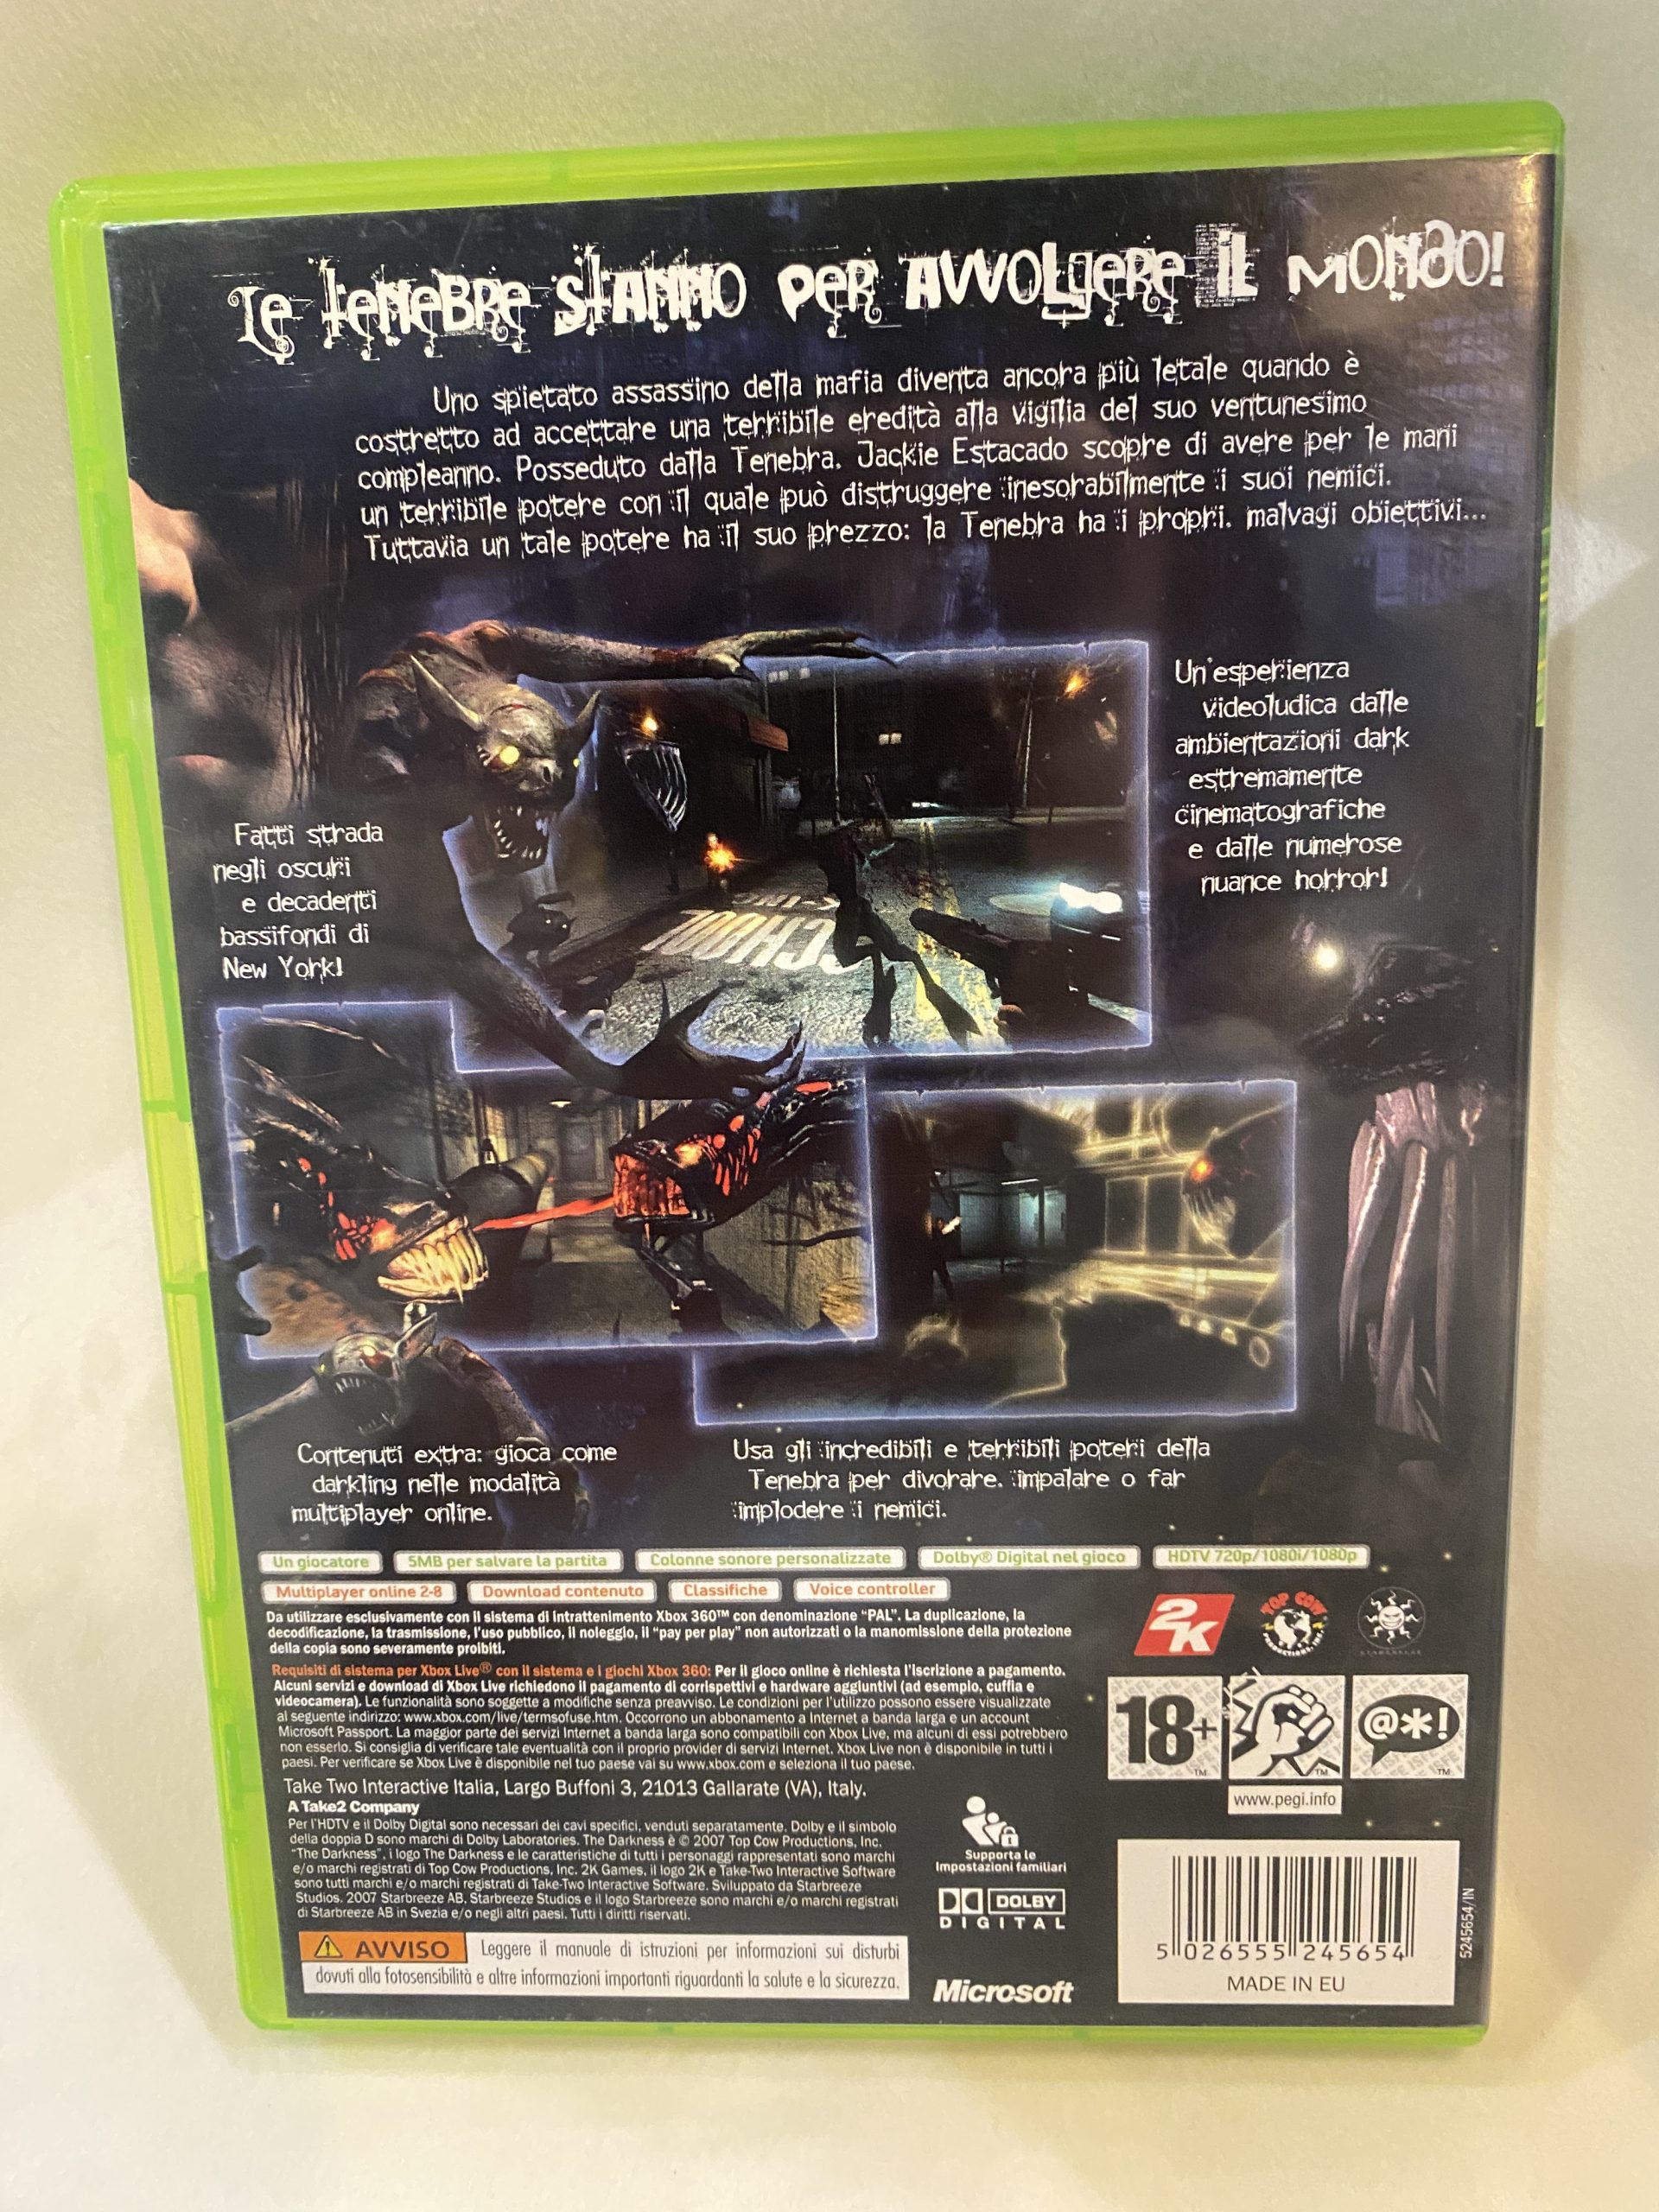 Le tenebre stanno per avvolgere il mondo!
Uno spietato assassino della mafia diventa ancora più letale quando è
costretto ad accettare una terribile eredità alla vigilia del suo ventunesimo
compleanno. Posseduto dalla Tenebra, Jackie Estacado scopre di avere per le mani
un terribile potere con il quale può distruggere inesorabilmente i suoi nemici.
Tuttavia un tale potere ha il suo prezzo: la Tenebra ha i propri, malvagi obiettivi...
Un'esperienza
videoludica dalle
ambientazioni dark
estremamente
cinematografiche
e dalle numerose
nuance horror!
Fatti strada
negli oscuri
e decadenti
bassifondi di
New York!
SCHOOL
Contenuti extra: gioca come
darkling nelle modalità
multiplayer online.
Usa gli incredibili e terribili poteri della
Tenebra per divorare, impalare o far
implodere i nemici.
Un giocatore
5MB per salvare la partita
Colonne sonore personalizzate
Dolby® Digital nel gioco
HDTV 720p/1080i/1080p
Multiplayer online 2-8
Download contenuto
Classifiche
Voice controller
Da utilizzare esclusivamente con il sistema di intrattenimento Xbox 360™ con denominazione “PAL”. La duplicazione, la
decodificazione, la trasmissione, l'uso pubblico, il noleggio, il “pay per play” non autorizzati o la manomissione della protezione
della copia sono severamente proibiti.
Requisiti di sistema per Xbox Live® con il sistema e i giochi Xbox 360: Per il gioco online è richiesta l'iscrizione a pagamento.
Alcuni servizi e download di Xbox Live richiedono il pagamento di corrispettivi e hardware aggiuntivi (ad esempio, cuffia e
videocamera). Le funzionalità sono soggette a modifiche senza preavviso. Le condizioni per l'utilizzo possono essere visualizzate
al seguente indirizzo: www.xbox.com/live/termsofuse.htm. Occorrono un abbonamento a Internet a banda larga e un account
Microsoft Passport. La maggior parte dei servizi Internet a banda larga sono compatibili con Xbox Live, ma alcuni di essi potrebbero
non esserlo. Si consiglia di verificare tale eventualità con il proprio provider di servizi Internet. Xbox Live non è disponibile in tutti i
paesi. Per verificare se Xbox Live è disponibile nel tuo paese vai su www.xbox.com e seleziona il tuo paese.
Take Two Interactive Italia, Largo Buffoni 3, 21013 Gallarate (VA), Italy.
A Take2 Company
Per l'HDTV e il Dolby Digital sono necessari dei cavi specifici, venduti separatamente. Dolby e il simbolo
della doppia D sono marchi di Dolby Laboratories. The Darkness è © 2007 Top Cow Productions, Inc.
“The Darkness”, i logo The Darkness e le caratteristiche di tutti i personaggi rappresentati sono marchi
e/o marchi registrati di Top Cow Productions, Inc. 2K Games, il logo 2K e Take-Two Interactive Software
sono tutti marchi e/o marchi registrati di Take-Two Interactive Software. Sviluppato da Starbreeze
Studios. 2007 Starbreeze AB. Starbreeze Studios e il logo Starbreeze sono marchi e/o marchi registrati
di Starbreeze AB in Svezia e/o negli altri paesi. Tutti i diritti riservati.
AVVISO Leggere il manuale di istruzioni per informazioni sui disturbi
dovuti alla fotosensibilità e altre informazioni importanti riguardanti la salute e la sicurezza.
2K
TOP COW
PRODUCTIONS, INC.
STARBREEZE
18+™
™
@*!™
www.pegi.info
Supporta le
Impostazioni familiari
DOLBY
DIGITAL
Microsoft
5 026555 245654
MADE IN EU
5245654/IN